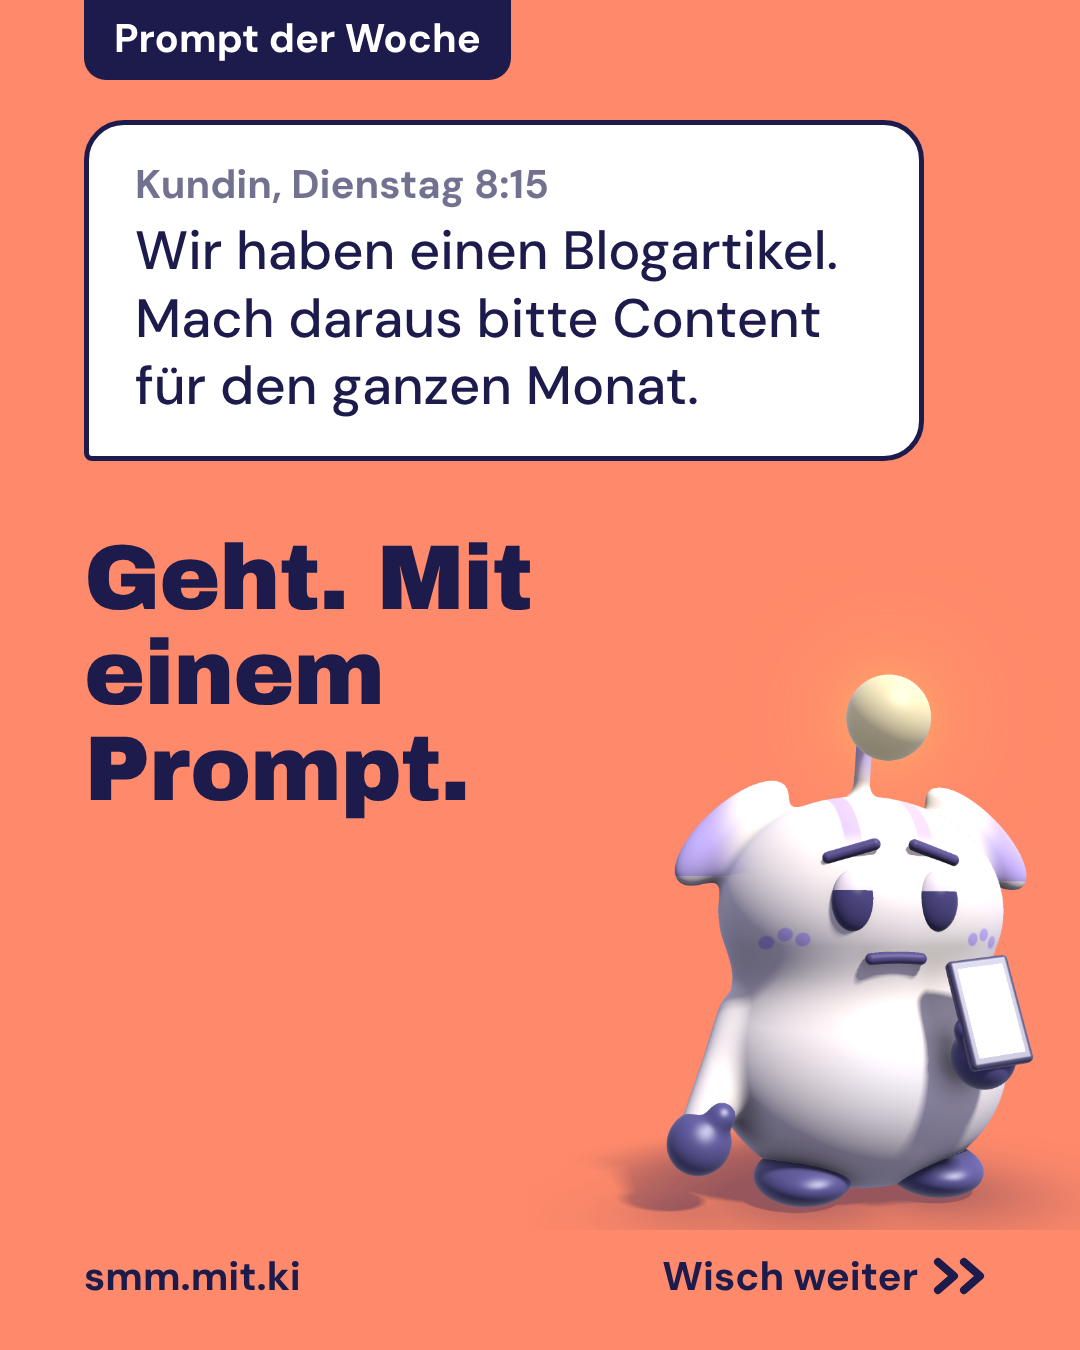 Prompt der Woche
Kundin, Dienstag 8:15
Wir haben einen Blogartikel.
Mach daraus bitte Content
für den ganzen Monat.
Geht. Mit
einem
Prompt.
smm.mit.ki
Wisch weiter